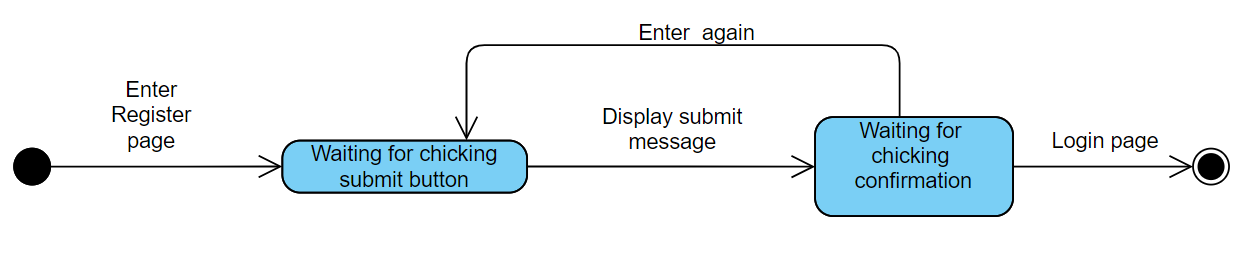 Enter again
Enter
Register
page
Waiting for chicking
submit button
Display submit
message
Waiting for
chicking
confirmation
Login page